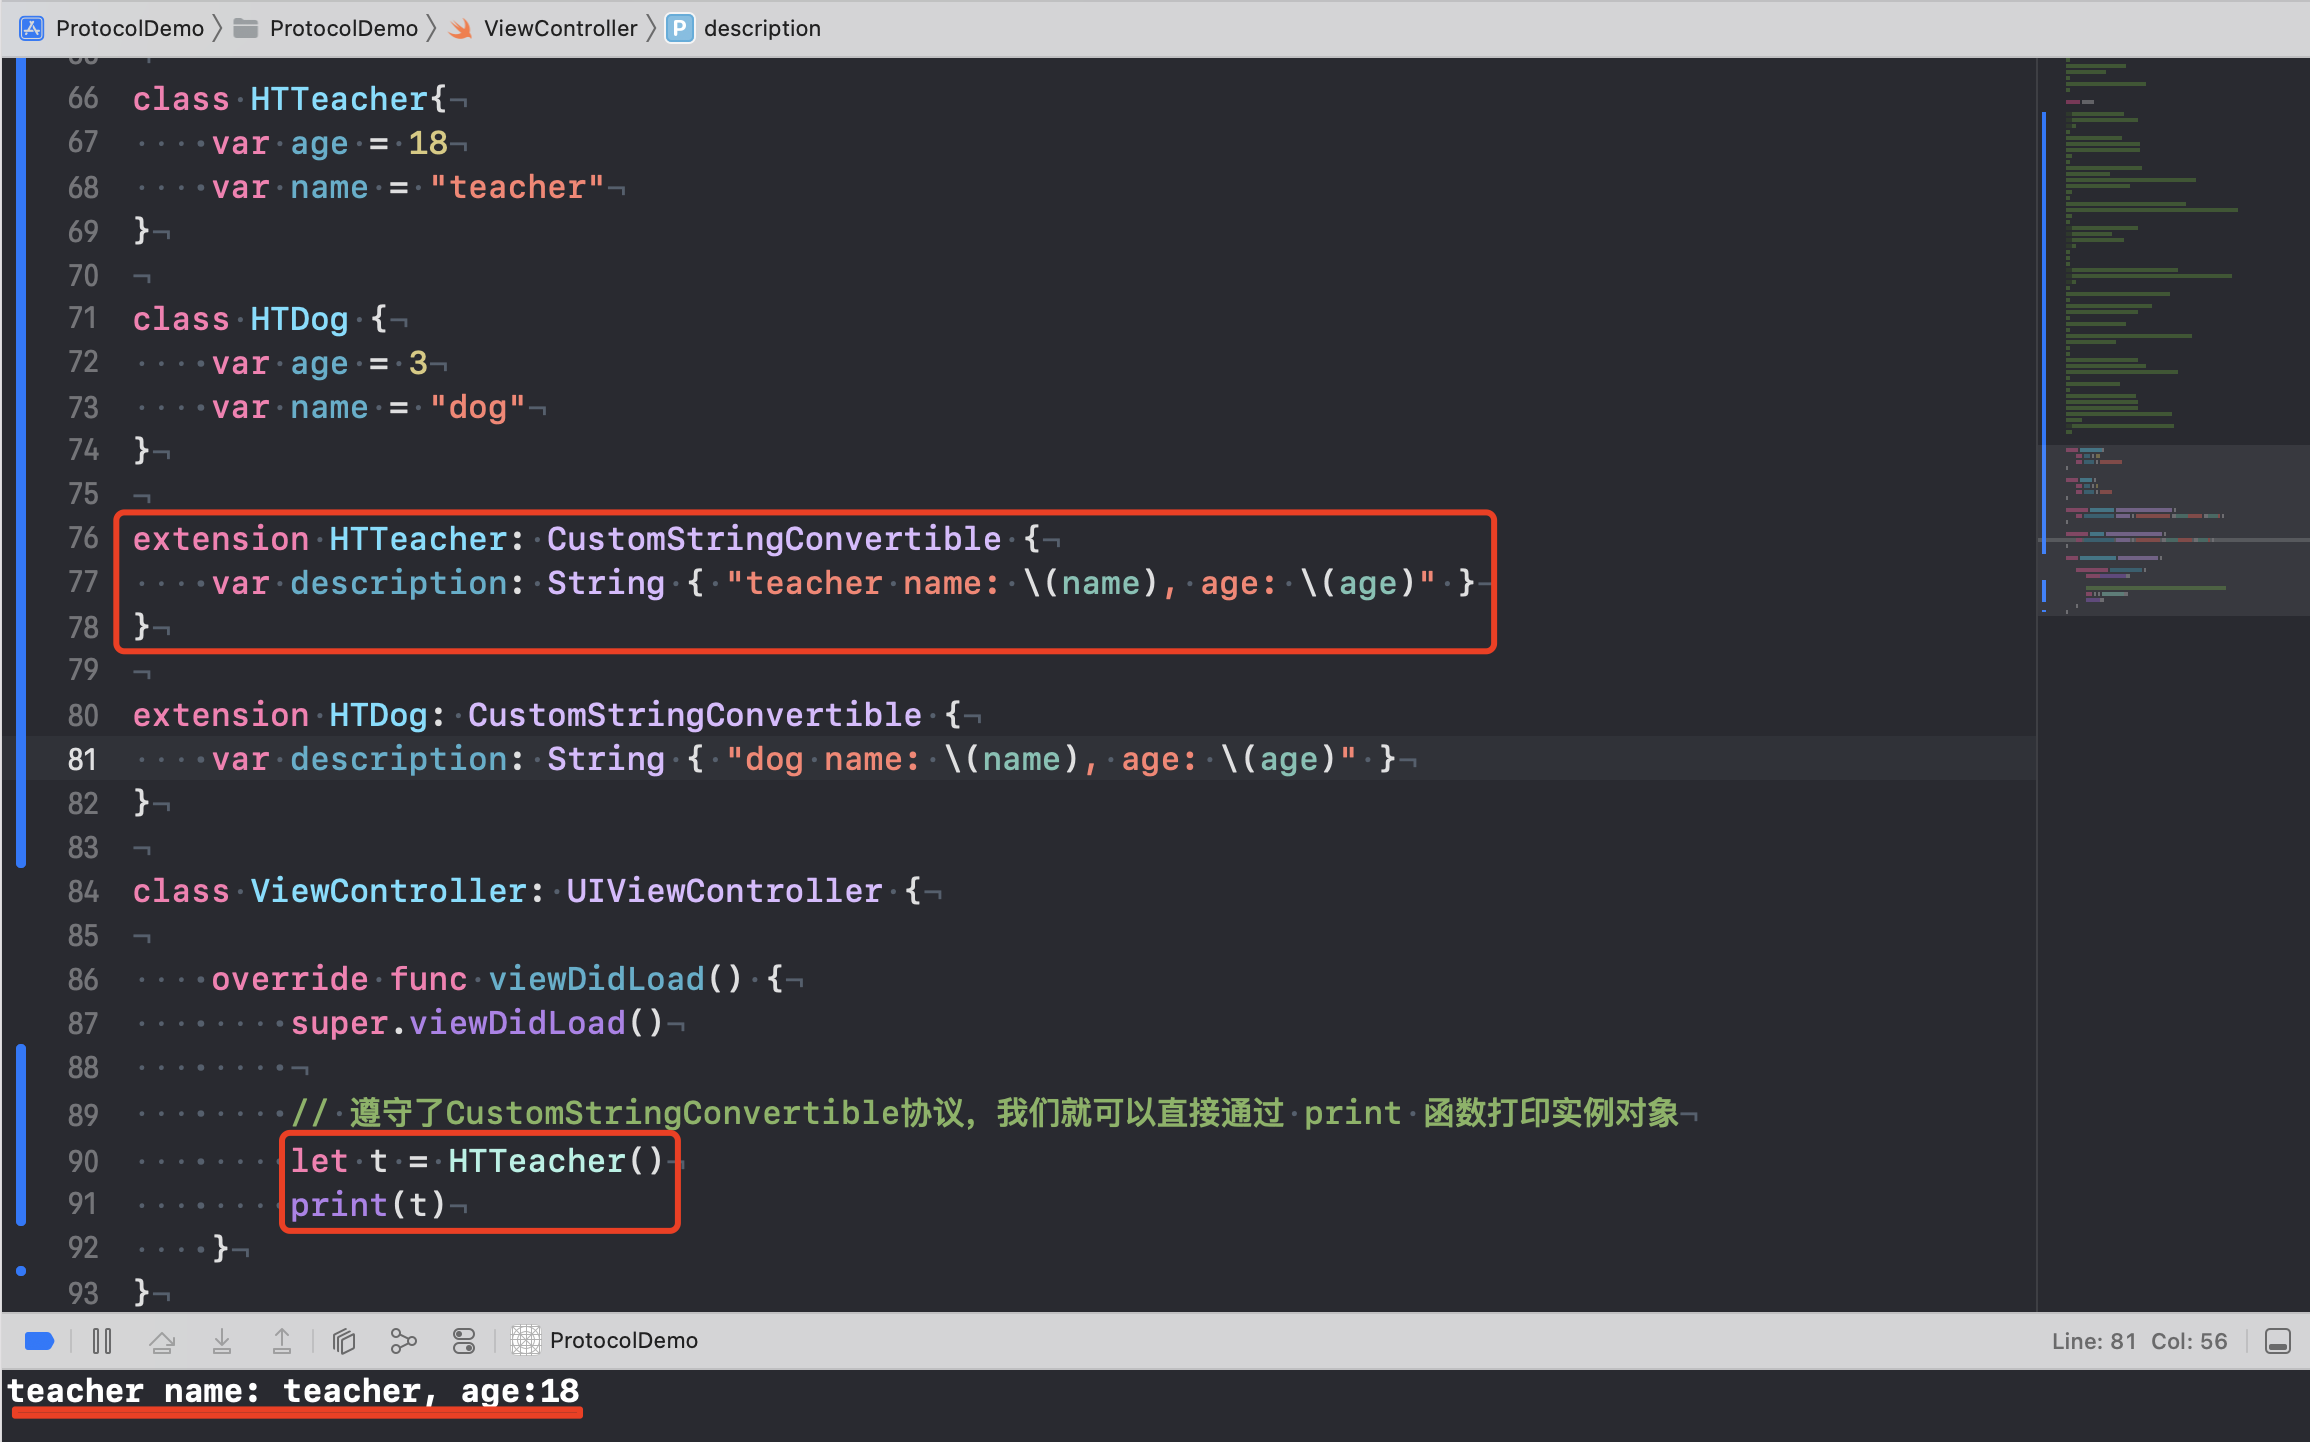 ProtocolDemo 〉 ProtocolDemo 〉 ViewController 〉 P description
66 class HTTeacher{
67 var age = 18
68 var name = "teacher"
69 }
70
71 class HTDog {
72 var age = 3
73 var name = "dog"
74 }
75
76 extension HTTeacher: CustomStringConvertible {
77 var description: String { "teacher name: \(name), age: \(age)" }
78 }
79
80 extension HTDog: CustomStringConvertible {
81 var description: String { "dog name: \(name), age: \(age)" }
82 }
83
84 class ViewController: UIViewController {
85
86 override func viewDidLoad() {
87 super.viewDidLoad()
88
89 // 遵守了CustomStringConvertible协议，我们就可以直接通过 print 函数打印实例对象
90 let t = HTTeacher()
91 print(t)
92 }
93 }
ProtocolDemo Line: 81 Col: 56
teacher name: teacher, age:18